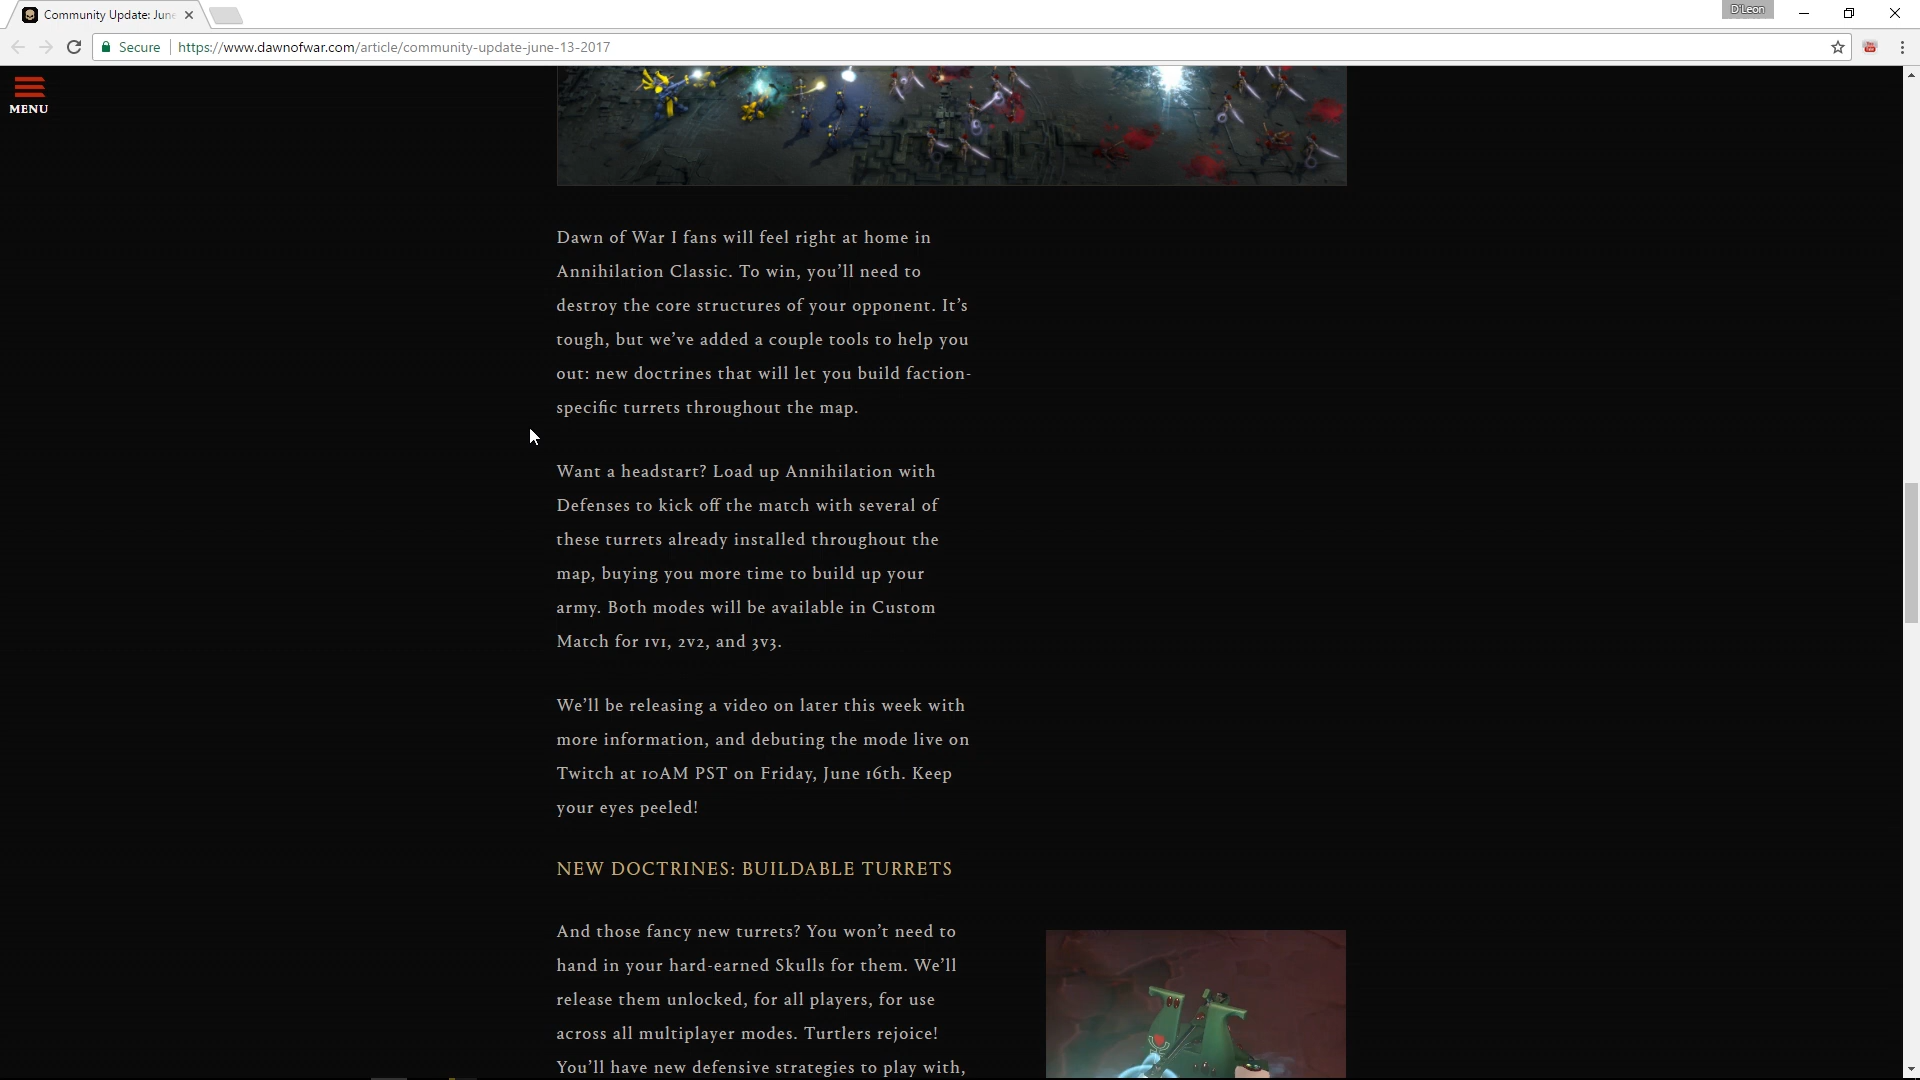 Community Update: June
D'Leon
Secure
https://www.dawnofwar.com/article/community-update-june-13-2017
MENU
Dawn of War I fans will feel right at home in
Annihilation Classic. To win, you’ll need to
destroy the core structures of your opponent. It’s
tough, but we’ve added a couple tools to help you
out: new doctrines that will let you build faction-
specific turrets throughout the map.
Want a headstart? Load up Annihilation with
Defenses to kick off the match with several of
these turrets already installed throughout the
map, buying you more time to build up your
army. Both modes will be available in Custom
Match for 1v1, 2v2, and 3v3.
We’ll be releasing a video on later this week with
more information, and debuting the mode live on
Twitch at 10AM PST on Friday, June 16th. Keep
your eyes peeled!
NEW DOCTRINES: BUILDABLE TURRETS
And those fancy new turrets? You won’t need to
hand in your hard-earned Skulls for them. We’ll
release them unlocked, for all players, for use
across all multiplayer modes. Turtlers rejoice!
You’ll have new defensive strategies to play with,